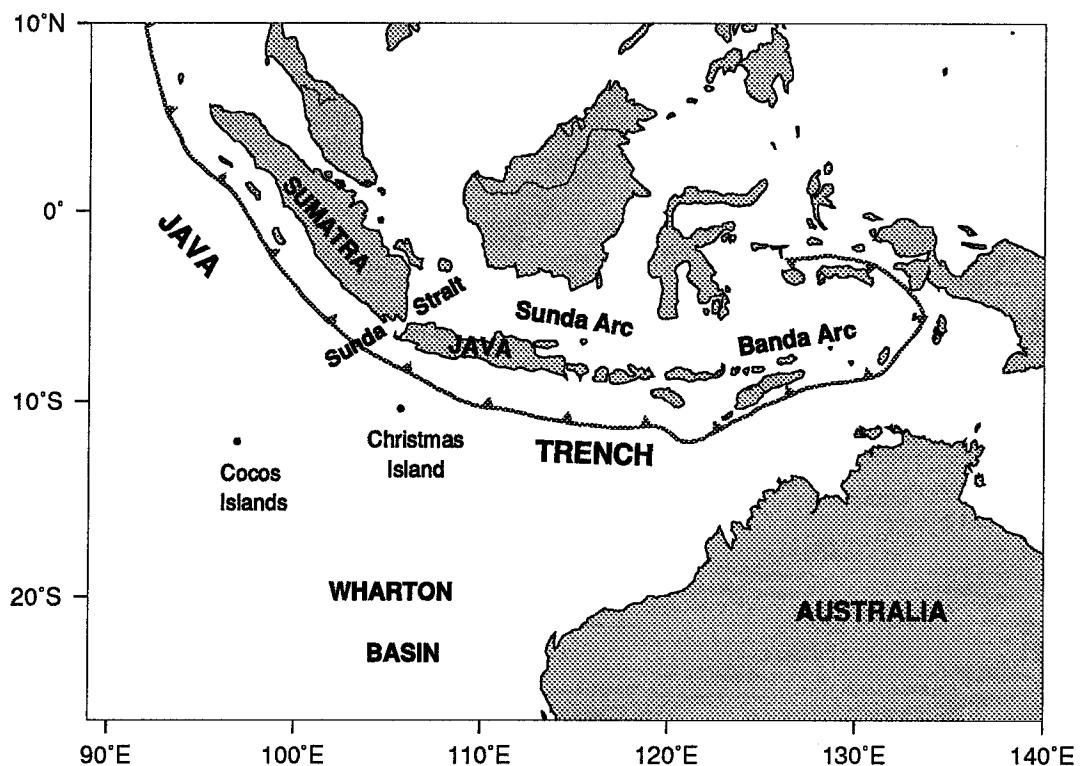 10°N
0°
10°S
20°S
JAVA
SUMATRA
Sunda Strait
JAVA
Sunda Arc
Banda Arc
TRENCH
Christmas
Island
Cocos
Islands
WHARTON
BASIN
AUSTRALIA
90°E
100°E
110°E
120°E
130°E
140°E